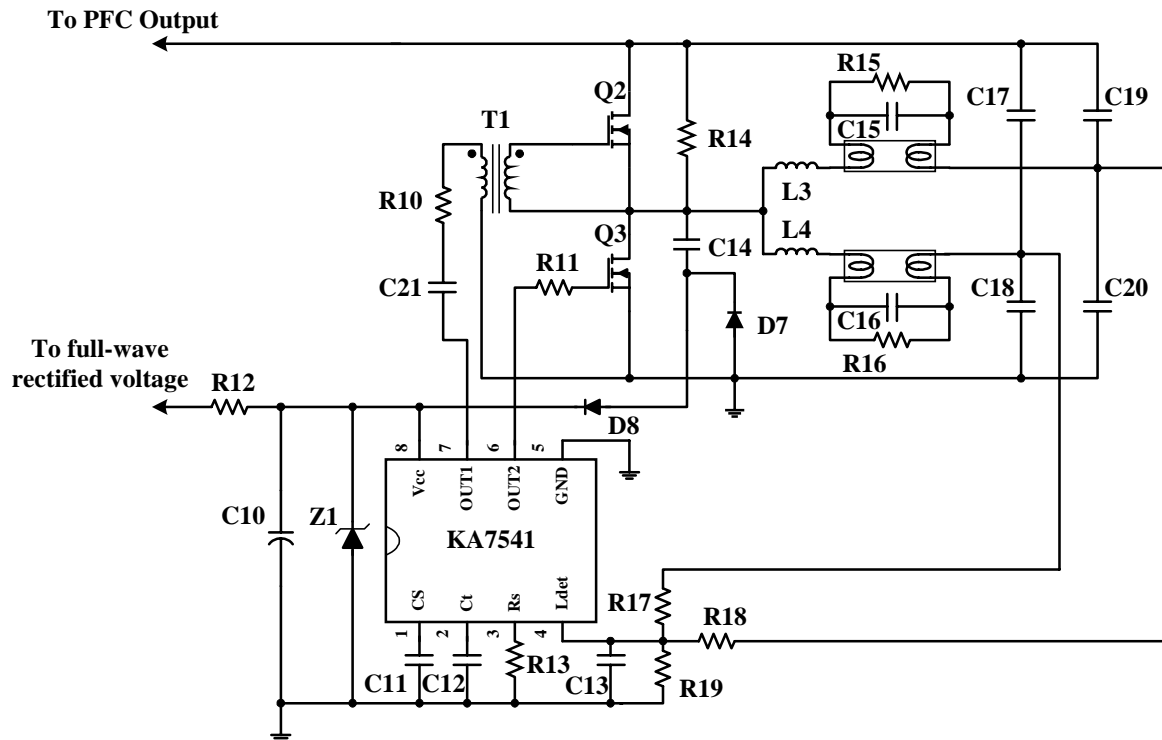 To PFC Output
R15
Q2
C17
C19
T1
C15
R14
R10
L3
Q3
L4
C14
R11
C21
C18
C20
C16
D7
To full-wave
rectified voltage
R12
R16
D8
8
7
6
5
Vcc
OUT1
OUT2
GND
C10
Z1
KA7541
CS
Ct
Rs
Ldet
R17
R18
1
2
3
4
R13
C11
C12
C13
R19